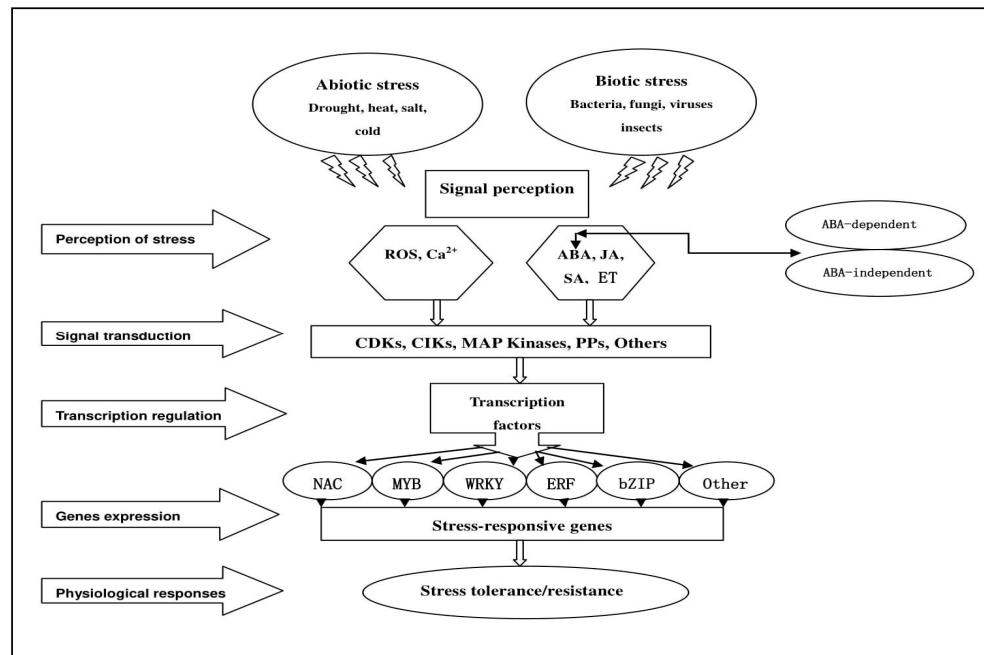 Abiotic stress
Drought, heat, salt,
cold
Biotic stress
Bacteria, fungi, viruses
insects
Signal perception
Perception of stress
ROS, Ca²⁺
ABA, JA,
SA, ET
ABA-dependent
ABA-independent
Signal transduction
CDKs, CIKs, MAP Kinases, PPs, Others
Transcription regulation
Transcription
factors
NAC
MYB
WRKY
ERF
bZIP
Other
Genes expression
Stress-responsive genes
Physiological responses
Stress tolerance/resistance